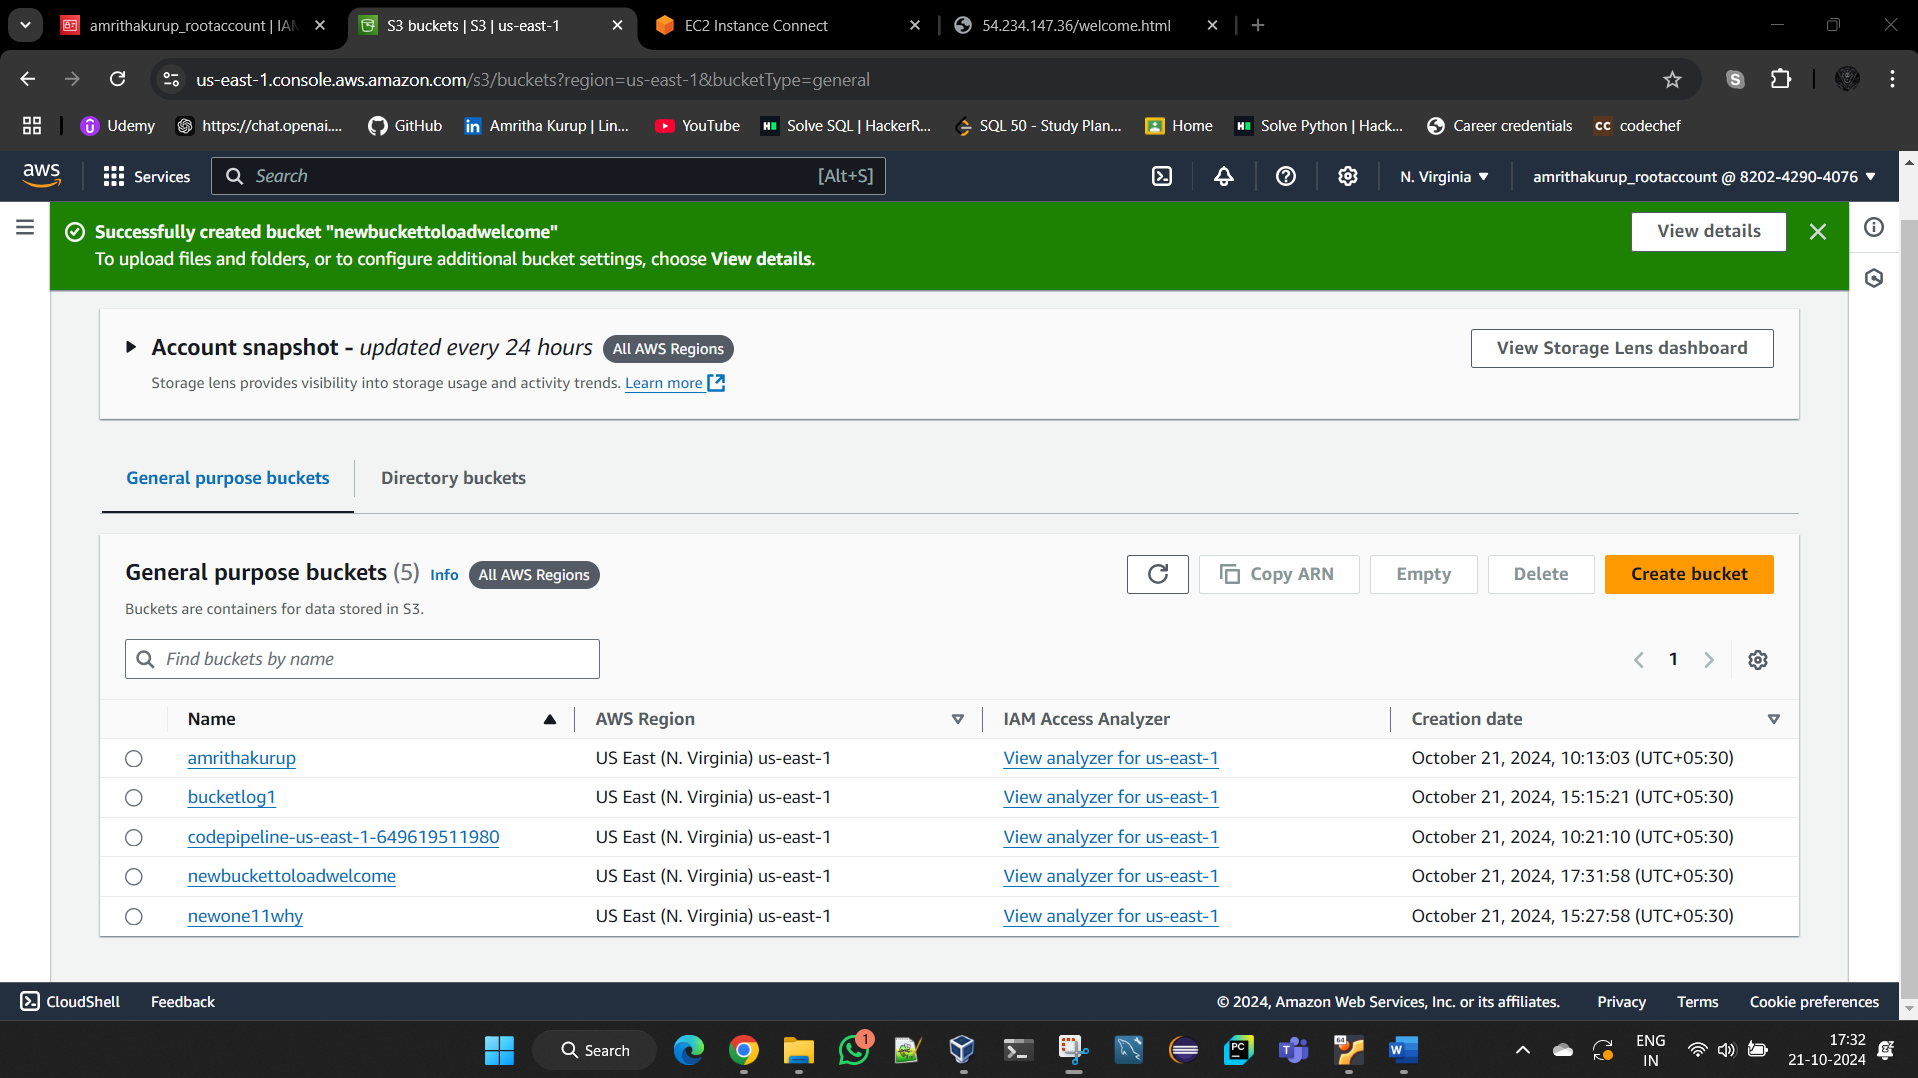 amrithakurup_rootaccount | IAM
S3 buckets | S3 | us-east-1
EC2 Instance Connect
54.234.147.36/welcome.html
us-east-1.console.aws.amazon.com/s3/buckets?region=us-east-1&bucketType=general
Udemy
https://chat.openai....
GitHub
Amritha Kurup | Lin...
YouTube
Solve SQL | HackerR...
SQL 50 - Study Plan...
Home
Solve Python | Hack...
Career credentials
codechef
aws
Services
Search
[Alt+S]
N. Virginia
amrithakurup_rootaccount @ 8202-4290-4076
Successfully created bucket "newbuckettoloadwelcome"
To upload files and folders, or to configure additional bucket settings, choose View details.
View details
Account snapshot - updated every 24 hours
All AWS Regions
View Storage Lens dashboard
Storage lens provides visibility into storage usage and activity trends. Learn more
General purpose buckets
Directory buckets
General purpose buckets (5)
Info
All AWS Regions
Copy ARN
Empty
Delete
Create bucket
Buckets are containers for data stored in S3.
Find buckets by name
1
Name
AWS Region
IAM Access Analyzer
Creation date
amrithakurup
US East (N. Virginia) us-east-1
View analyzer for us-east-1
October 21, 2024, 10:13:03 (UTC+05:30)
bucketlog1
US East (N. Virginia) us-east-1
View analyzer for us-east-1
October 21, 2024, 15:15:21 (UTC+05:30)
codepipeline-us-east-1-649619511980
US East (N. Virginia) us-east-1
View analyzer for us-east-1
October 21, 2024, 10:21:10 (UTC+05:30)
newbuckettoloadwelcome
US East (N. Virginia) us-east-1
View analyzer for us-east-1
October 21, 2024, 17:31:58 (UTC+05:30)
newone11why
US East (N. Virginia) us-east-1
View analyzer for us-east-1
October 21, 2024, 15:27:58 (UTC+05:30)
CloudShell
Feedback
© 2024, Amazon Web Services, Inc. or its affiliates.
Privacy
Terms
Cookie preferences
Search
1
ENG
IN
17:32
21-10-2024